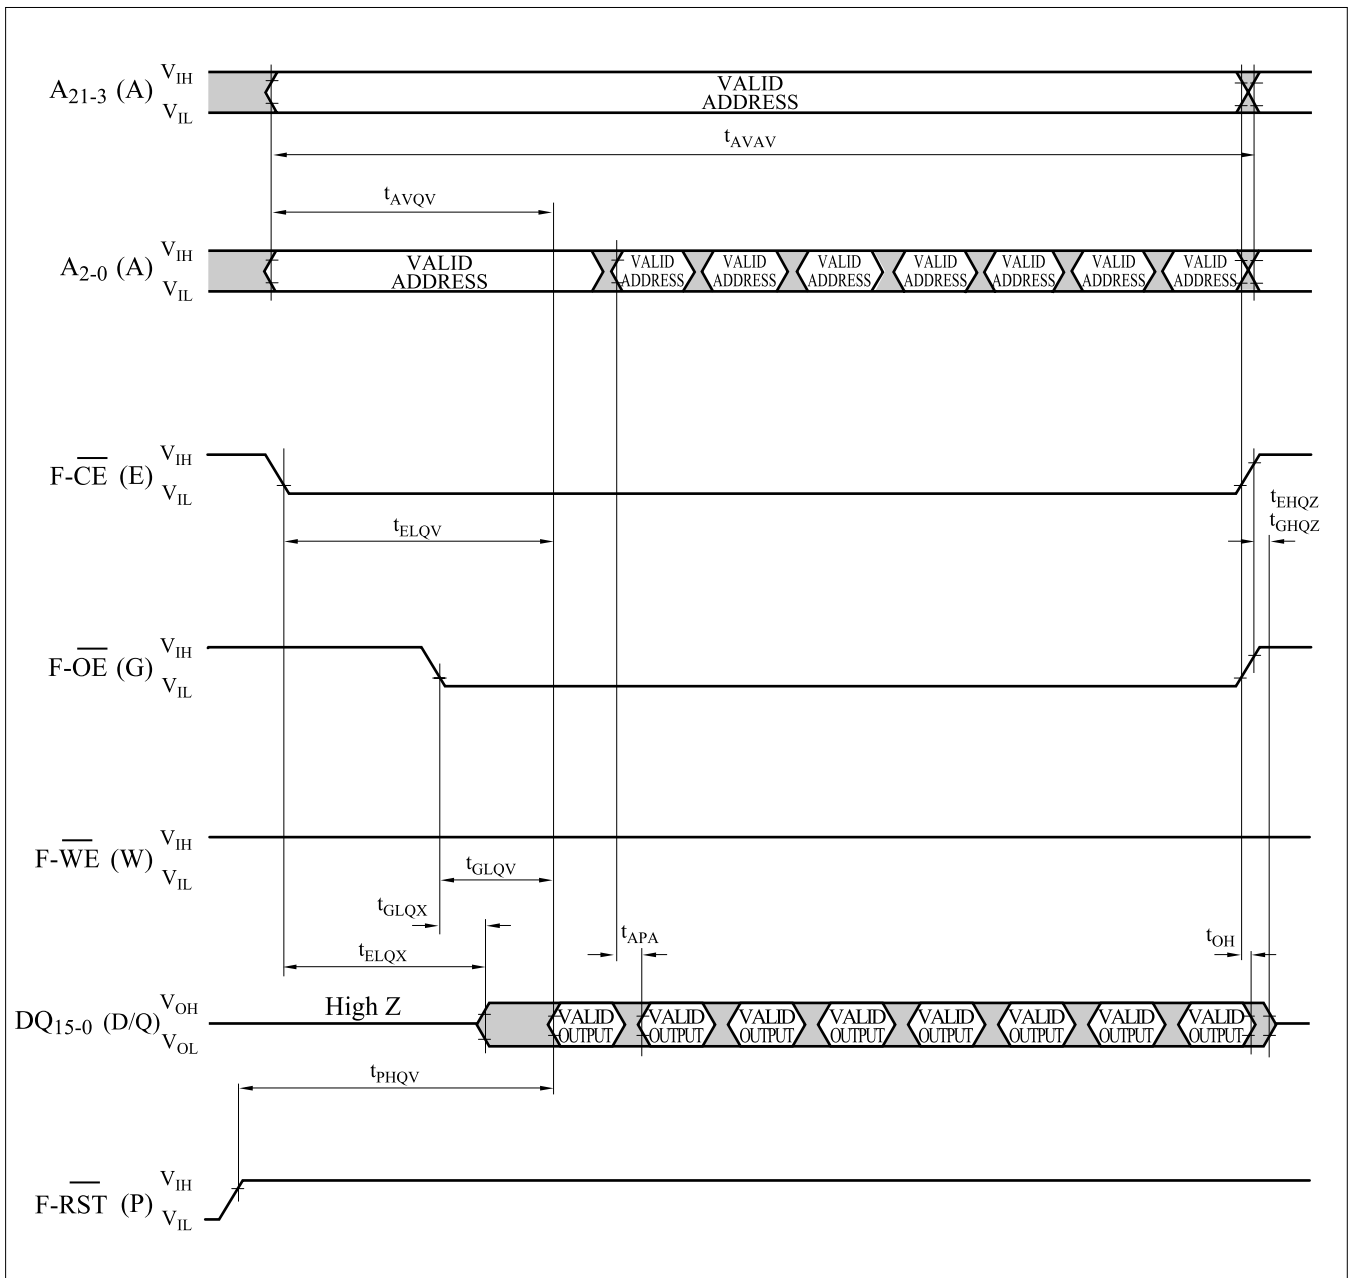 A21-3 (A) VIH VIL VALID
ADDRESS
tAVAV
tAVQV
A2-0 (A) VIH VIL VALID
ADDRESS
VALID VALID VALID VALID VALID VALID VALID
ADDRESS ADDRESS ADDRESS ADDRESS ADDRESS ADDRESS ADDRESS
F-CE (E) VIH VIL
tEHQZ
tGHQZ
tELQV
F-OE (G) VIH VIL
F-WE (W) VIH VIL
tGLQV
tGLQX
tAPA
tOH
tELQX
DQ15-0 (D/Q) VOH VOL High Z
VALID VALID VALID VALID VALID VALID VALID VALID
OUTPUT OUTPUT OUTPUT OUTPUT OUTPUT OUTPUT OUTPUT OUTPUT
tPHQV
F-RST (P) VIH VIL